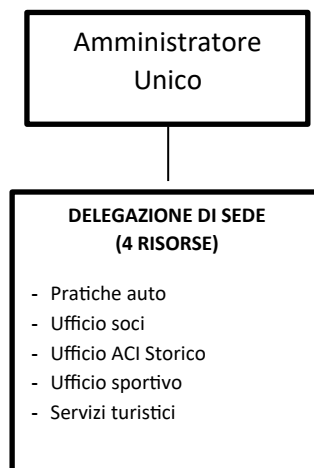 Amministratore
Unico
DELEGAZIONE DI SEDE
(4 RISORSE)
- Pratiche auto
- Ufficio soci
- Ufficio ACI Storico
- Ufficio sportivo
- Servizi turistici